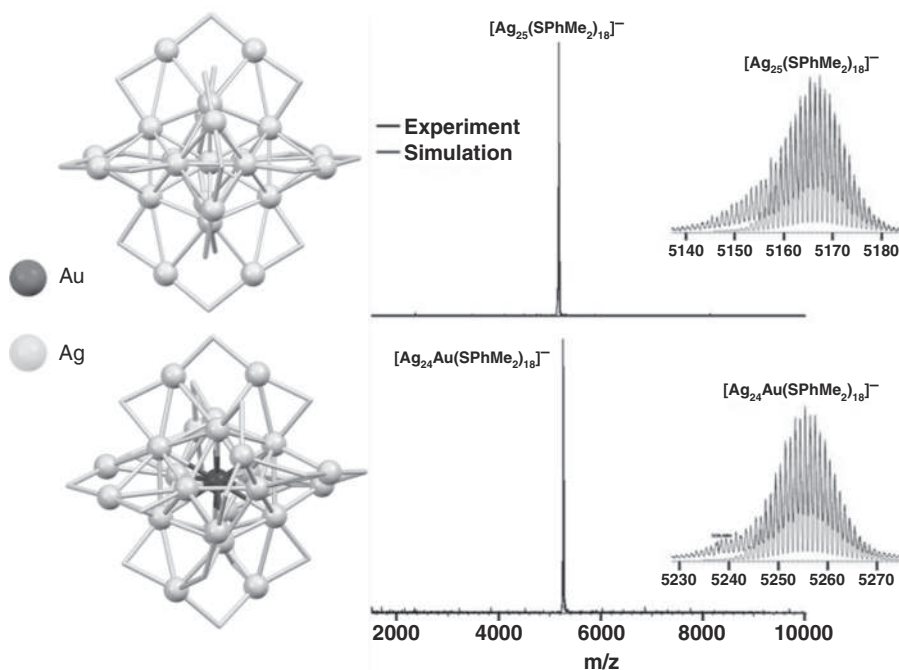 [Ag₂₅(SPhMe₂)₁₈]⁻
[Ag₂₅(SPhMe₂)₁₈]⁻
Experiment
Simulation
5140 5150 5160 5170 5180
Au
Ag
[Ag₂₄Au(SPhMe₂)₁₈]⁻
[Ag₂₄Au(SPhMe₂)₁₈]⁻
5230 5240 5250 5260 5270
2000 4000 6000 8000 10000
m/z